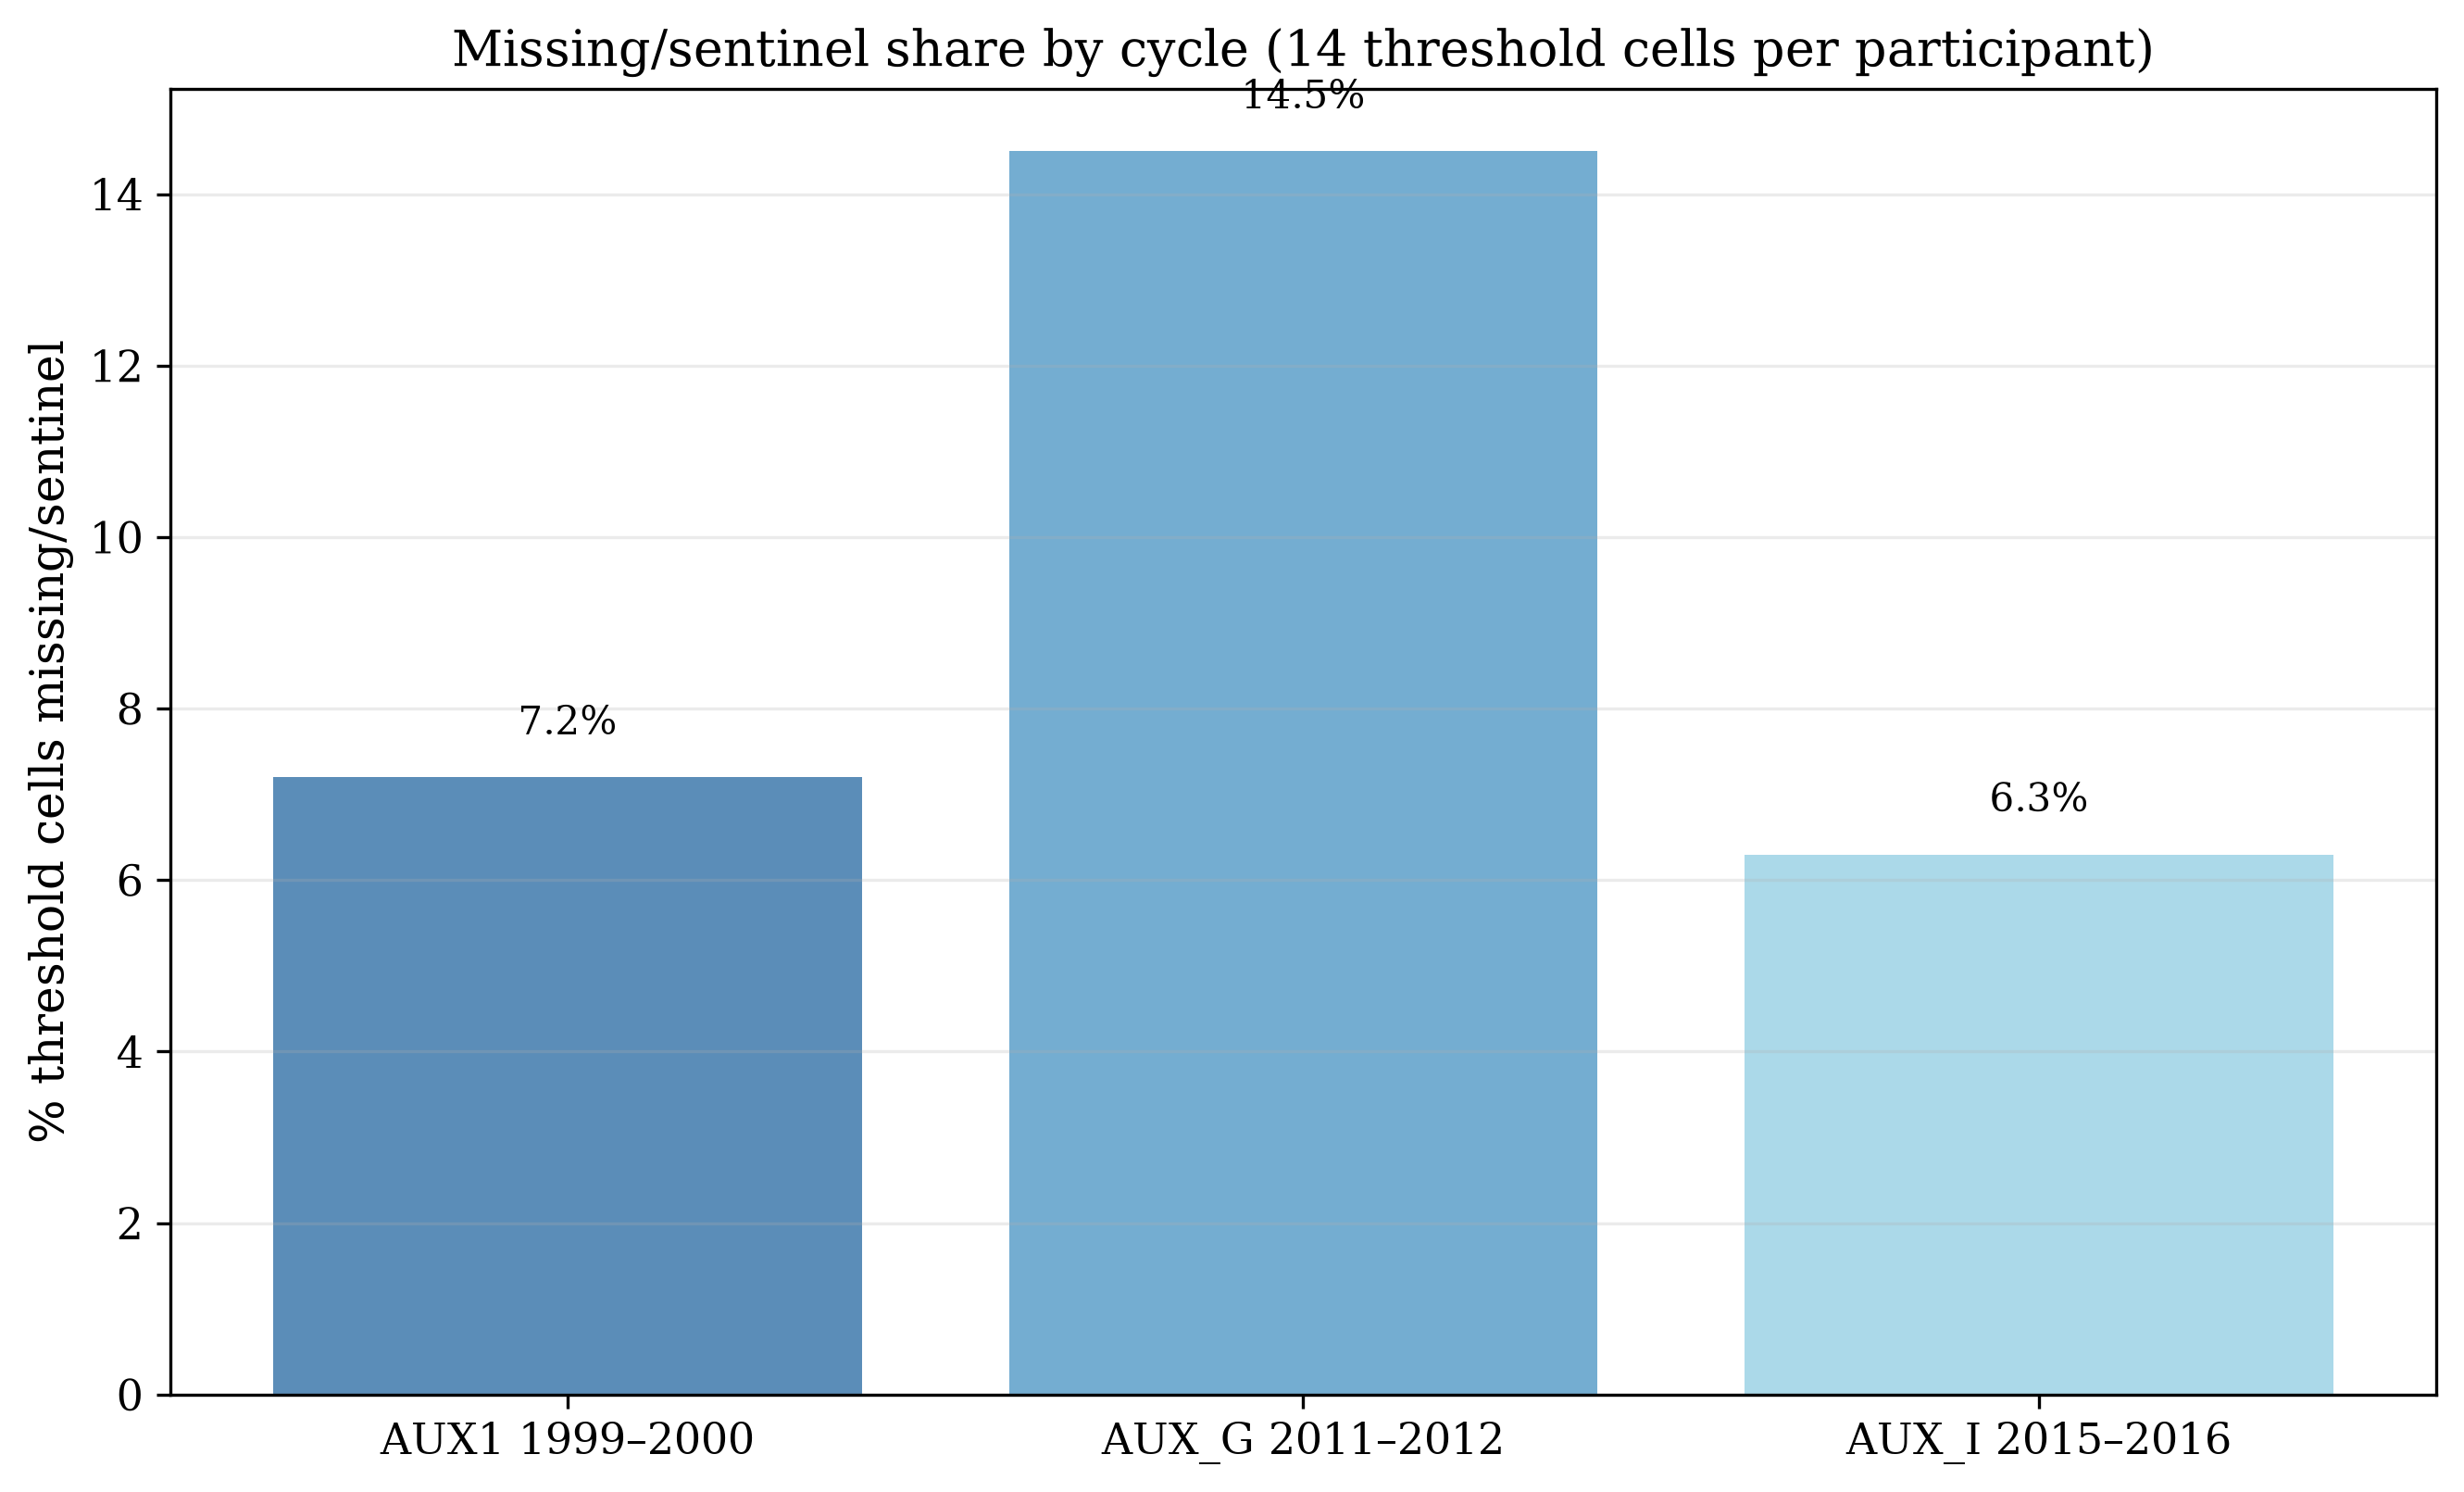 Missing/sentinel share by cycle (14 threshold cells per participant)
% threshold cells missing/sentinel
14
12
10
8
6
4
2
0
7.2%
14.5%
6.3%
AUX1 1999–2000
AUX_G 2011–2012
AUX_I 2015–2016